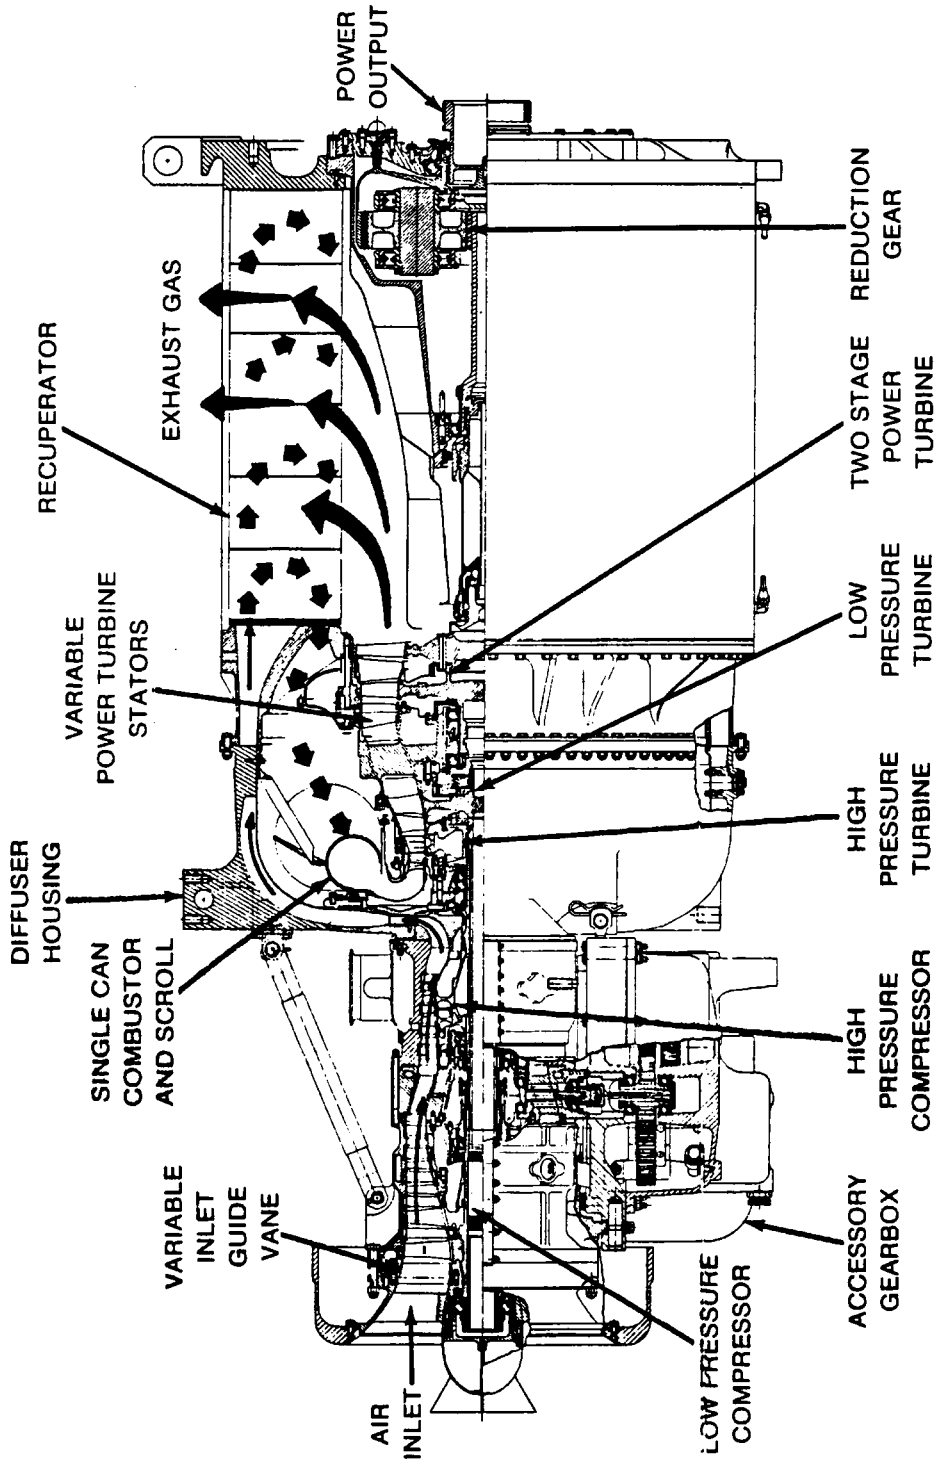 POWER
OUTPUT
EXHAUST GAS
RECUPERATOR
VARIABLE
POWER TURBINE
STATORS
DIFFUSER
HOUSING
SINGLE CAN
COMBUSTOR
AND SCROLL
VARIABLE
INLET
GUIDE
VANE
AIR
INLET
LOW PRESSURE
COMPRESSOR
ACCESSORY
GEARBOX
HIGH
PRESSURE
COMPRESSOR
HIGH
PRESSURE
TURBINE
LOW
PRESSURE
TURBINE
TWO STAGE
POWER
TURBINE
REDUCTION
GEAR